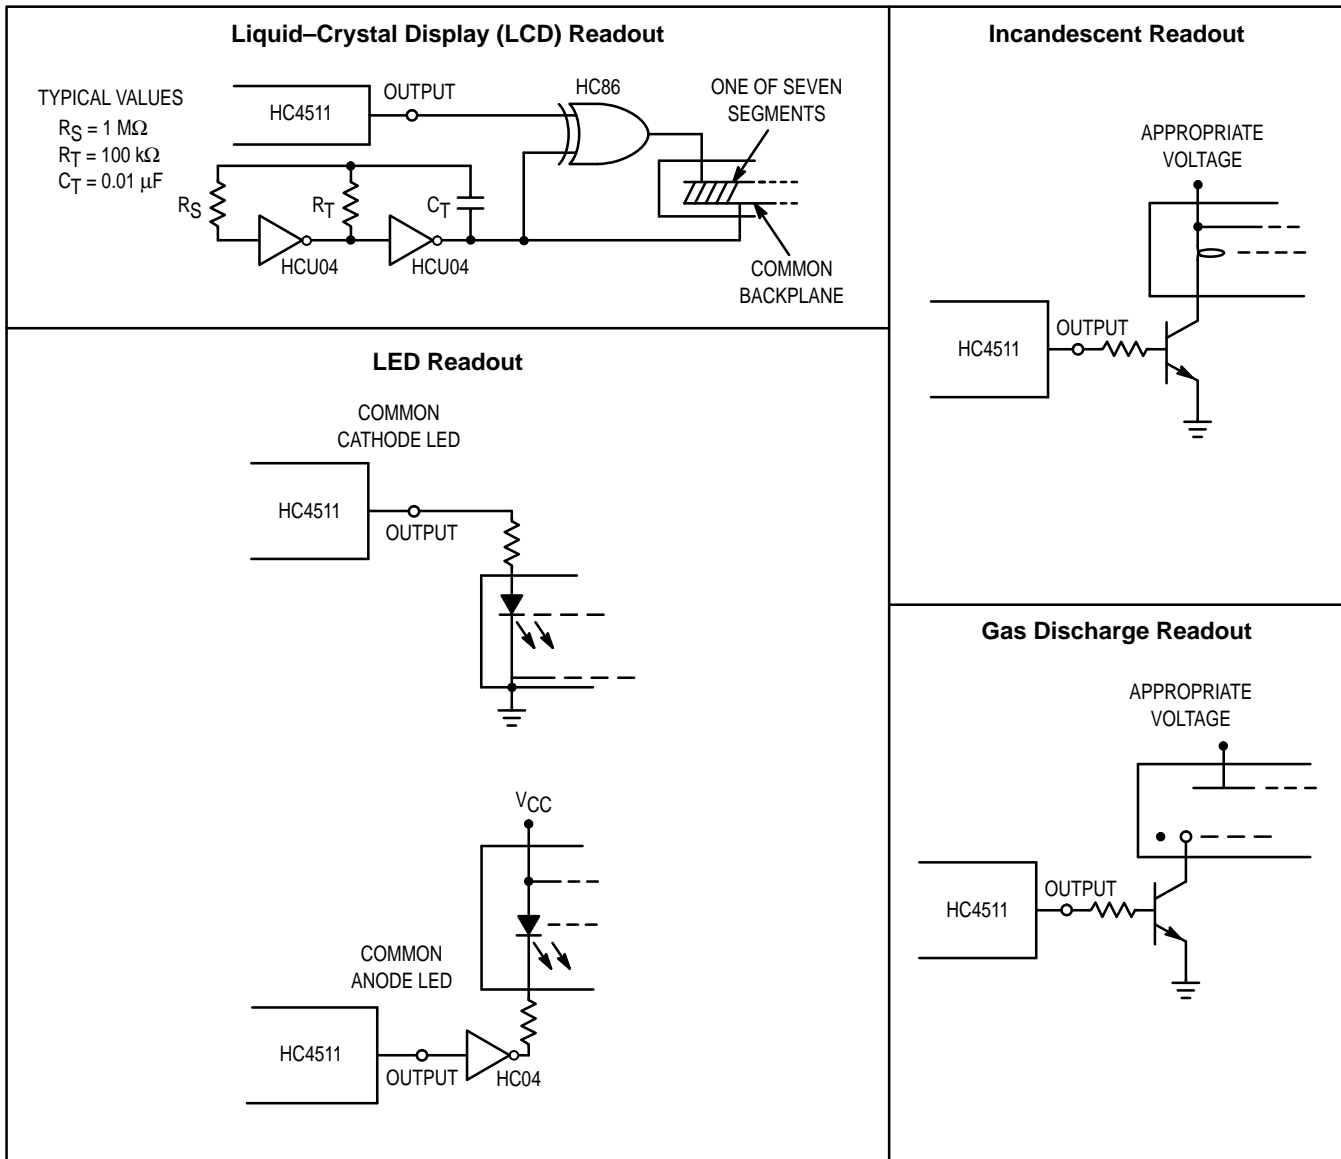 Liquid–Crystal Display (LCD) Readout
TYPICAL VALUES
RS = 1 MΩ
RT = 100 kΩ
CT = 0.01 µF
HC4511
OUTPUT
HC86
ONE OF SEVEN
SEGMENTS
RS
RT
CT
HCU04
HCU04
COMMON
BACKPLANE
LED Readout
COMMON
CATHODE LED
HC4511
OUTPUT
VCC
COMMON
ANODE LED
HC4511
OUTPUT
HC04
Incandescent Readout
APPROPRIATE
VOLTAGE
HC4511
OUTPUT
Gas Discharge Readout
APPROPRIATE
VOLTAGE
HC4511
OUTPUT